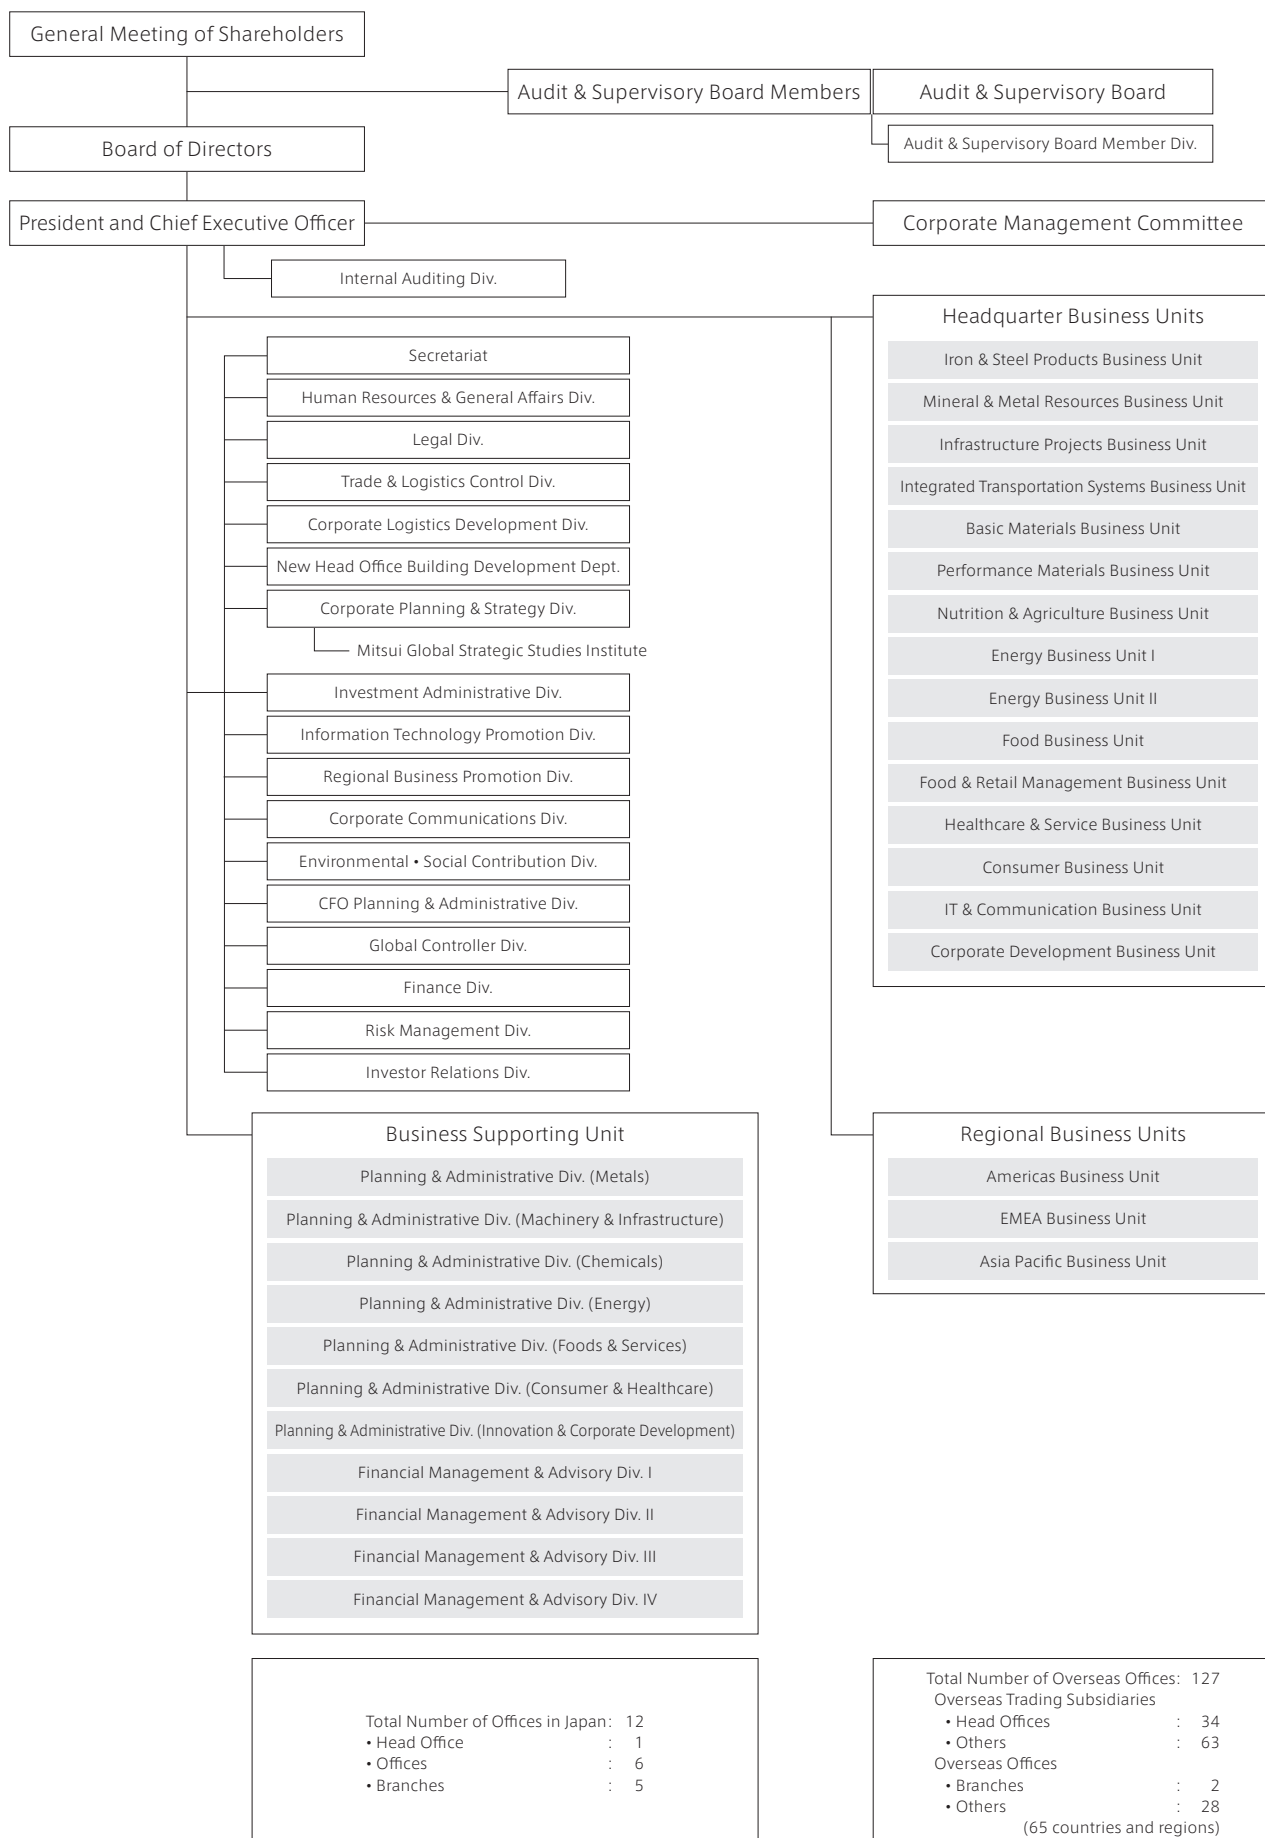 General Meeting of Shareholders
Audit & Supervisory Board Members
Audit & Supervisory Board
Audit & Supervisory Board Member Div.
Board of Directors
President and Chief Executive Officer
Corporate Management Committee
Internal Auditing Div.
Secretariat
Human Resources & General Affairs Div.
Legal Div.
Trade & Logistics Control Div.
Corporate Logistics Development Div.
New Head Office Building Development Dept.
Corporate Planning & Strategy Div.
Mitsui Global Strategic Studies Institute
Investment Administrative Div.
Information Technology Promotion Div.
Regional Business Promotion Div.
Corporate Communications Div.
Environmental • Social Contribution Div.
CFO Planning & Administrative Div.
Global Controller Div.
Finance Div.
Risk Management Div.
Investor Relations Div.
Headquarter Business Units
Iron & Steel Products Business Unit
Mineral & Metal Resources Business Unit
Infrastructure Projects Business Unit
Integrated Transportation Systems Business Unit
Basic Materials Business Unit
Performance Materials Business Unit
Nutrition & Agriculture Business Unit
Energy Business Unit I
Energy Business Unit II
Food Business Unit
Food & Retail Management Business Unit
Healthcare & Service Business Unit
Consumer Business Unit
IT & Communication Business Unit
Corporate Development Business Unit
Business Supporting Unit
Planning & Administrative Div. (Metals)
Planning & Administrative Div. (Machinery & Infrastructure)
Planning & Administrative Div. (Chemicals)
Planning & Administrative Div. (Energy)
Planning & Administrative Div. (Foods & Services)
Planning & Administrative Div. (Consumer & Healthcare)
Planning & Administrative Div. (Innovation & Corporate Development)
Financial Management & Advisory Div. I
Financial Management & Advisory Div. II
Financial Management & Advisory Div. III
Financial Management & Advisory Div. IV
Regional Business Units
Americas Business Unit
EMEA Business Unit
Asia Pacific Business Unit
Total Number of Offices in Japan: 12
• Head Office : 1
• Offices : 6
• Branches : 5
Total Number of Overseas Offices: 127
Overseas Trading Subsidiaries
• Head Offices : 34
• Others : 63
Overseas Offices
• Branches : 2
• Others : 28
(65 countries and regions)